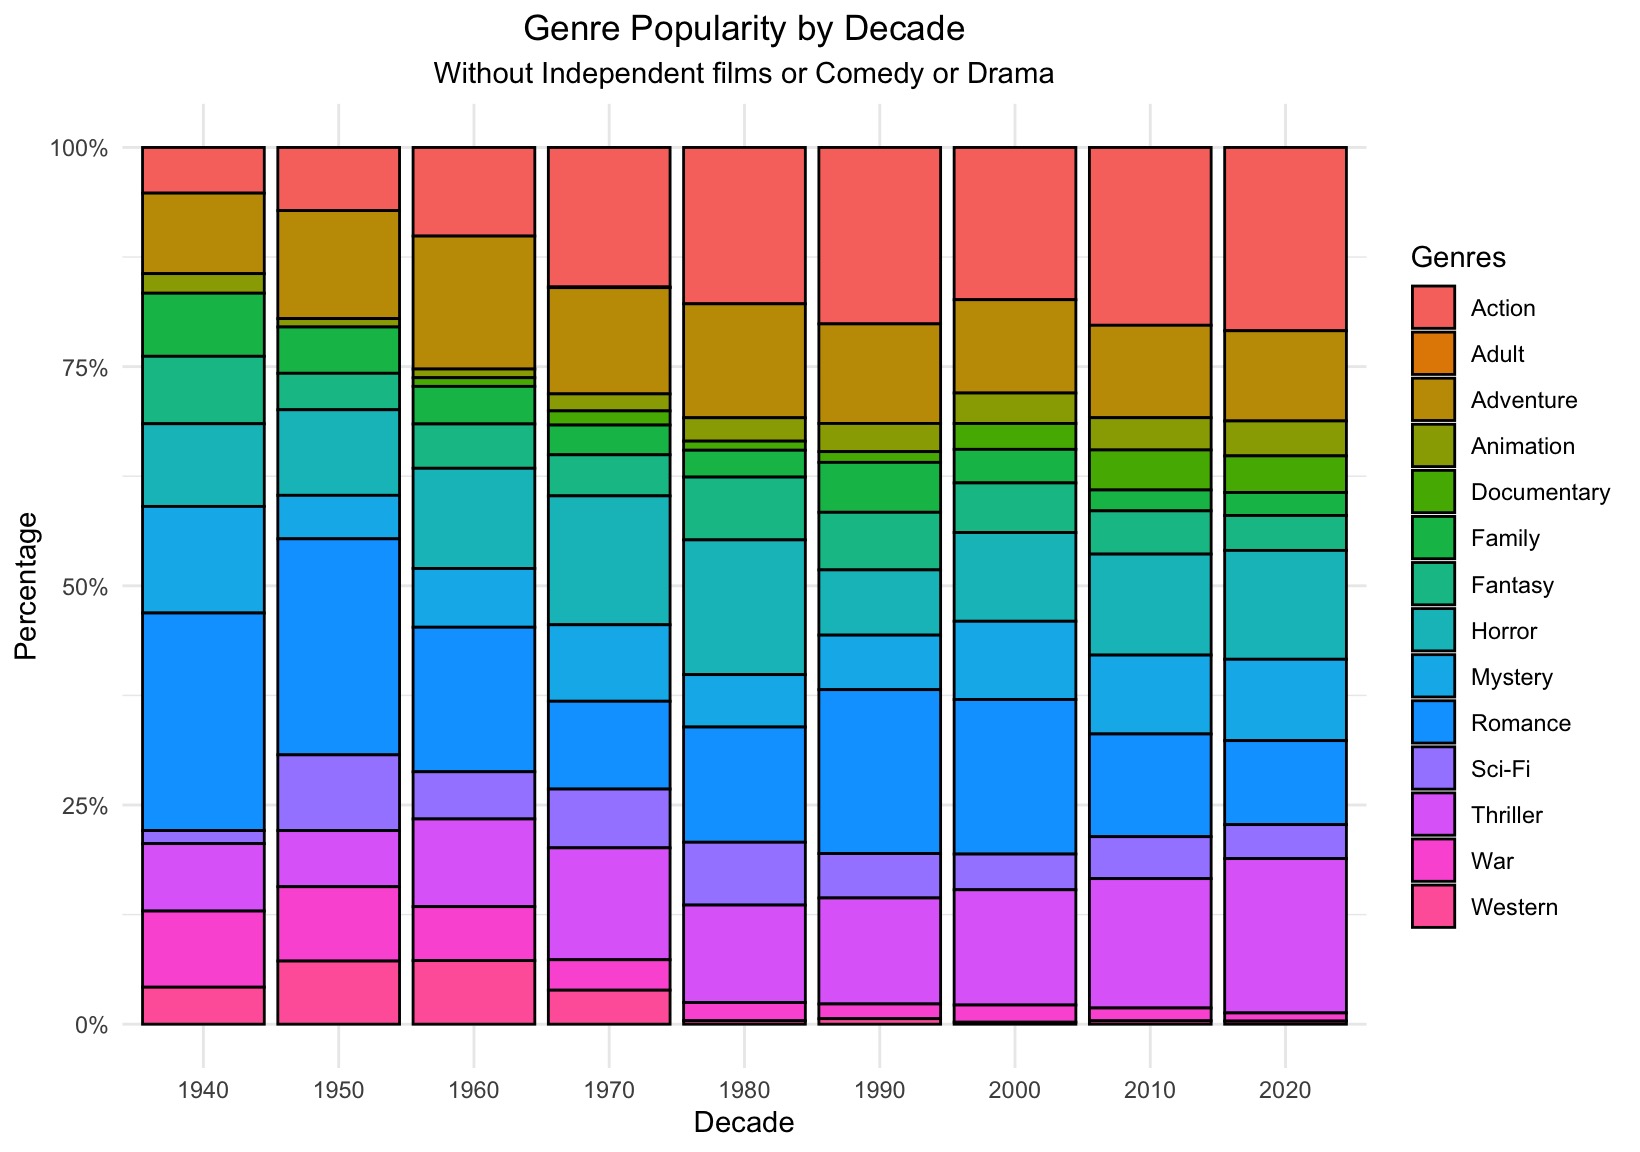 Genre Popularity by Decade
Without Independent films or Comedy or Drama
Percentage
100%
75%
50%
25%
0%
1940 1950 1960 1970 1980 1990 2000 2010 2020
Decade
Genres
Action
Adult
Adventure
Animation
Documentary
Family
Fantasy
Horror
Mystery
Romance
Sci-Fi
Thriller
War
Western